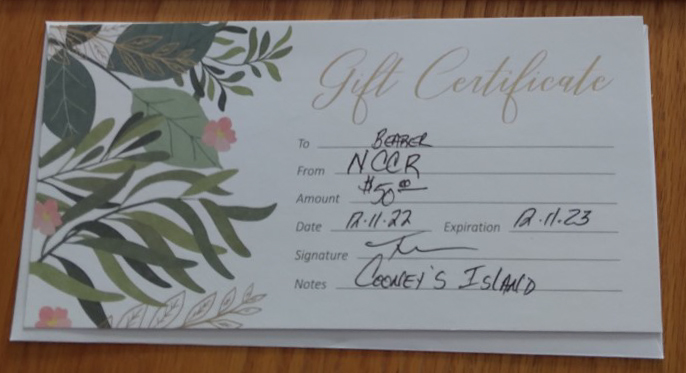 Gift Certificate
To BEARER
From NCCR
Amount $50.00
Date 12.11.22 Expiration 12.11.23
Signature
Notes COONEY'S ISLAND